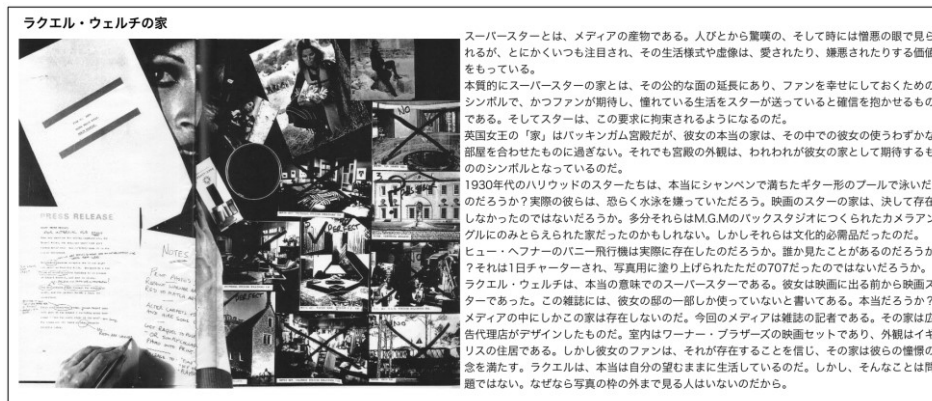 ラクエル・ウェルチの家
NO
PERFECT
PERFECT
PRESS RELEASE
NOTES
スーパースターとは、メディアの産物である。人びとから驚嘆の、そして時には憎悪の眼で見ら
れるが、とにかくいつも注目され、その生活様式や虚像は、愛されたり、嫌悪されたりする価値
をもっている。
本質的にスーパースターの家とは、その公的な面の延長にあり、ファンを幸せにしておくための
シンボルで、かつファンが期待し、憧れている生活をスターが送っていると確信を抱かせるもの
である。そしてスターは、この要求に拘束されるようになるのだ。
英国女王の「家」はバッキンガム宮殿だが、彼女の本当の家は、その中での彼女の使うわずかな
部屋を合わせたものに過ぎない。それでも宮殿の外観は、われわれが彼女の家として期待するも
ののシンボルとなっているのだ。
1930年代のハリウッドのスターたちは、本当にシャンペンで満ちたギター形のプールで泳いだ
のだろうか?実際の彼らは、恐らく水泳を嫌っていただろう。映画のスターの家は、決して存在
しなかったのではないだろうか。多分それらはM.G.Mのバックスタジオにつくられたカメラアン
グルにのみとらえられた家だったのかもしれない。しかしそれらは文化的必需品だったのだ。
ヒュー・ヘフナーのバニー飛行機は実際に存在したのだろうか。誰か見たことがあるのだろうか
?それは1日チャーターされ、写真用に塗り上げられたただの707だったのではないだろうか。
ラクエル・ウェルチは、本当の意味でのスーパースターである。彼女は映画に出る前から映画ス
ターであった。この雑誌には、彼女の邸の一部しか使っていないと書いてある。本当だろうか?
メディアの中にしかこの家は存在しないのだ。今回のメディアは雑誌の記者である。その家は広
告代理店がデザインしたものだ。室内はワーナー・ブラザーズの映画セットであり、外観はイギ
リスの住居である。しかし彼女のファンは、それが存在することを信じ、その家は彼らの憧憬の
念を満たす。ラクエルは、本当は自分の望むままに生活しているのだ。しかし、そんなことは問
題ではない。なぜなら写真の枠の外まで見る人はいないのだから。